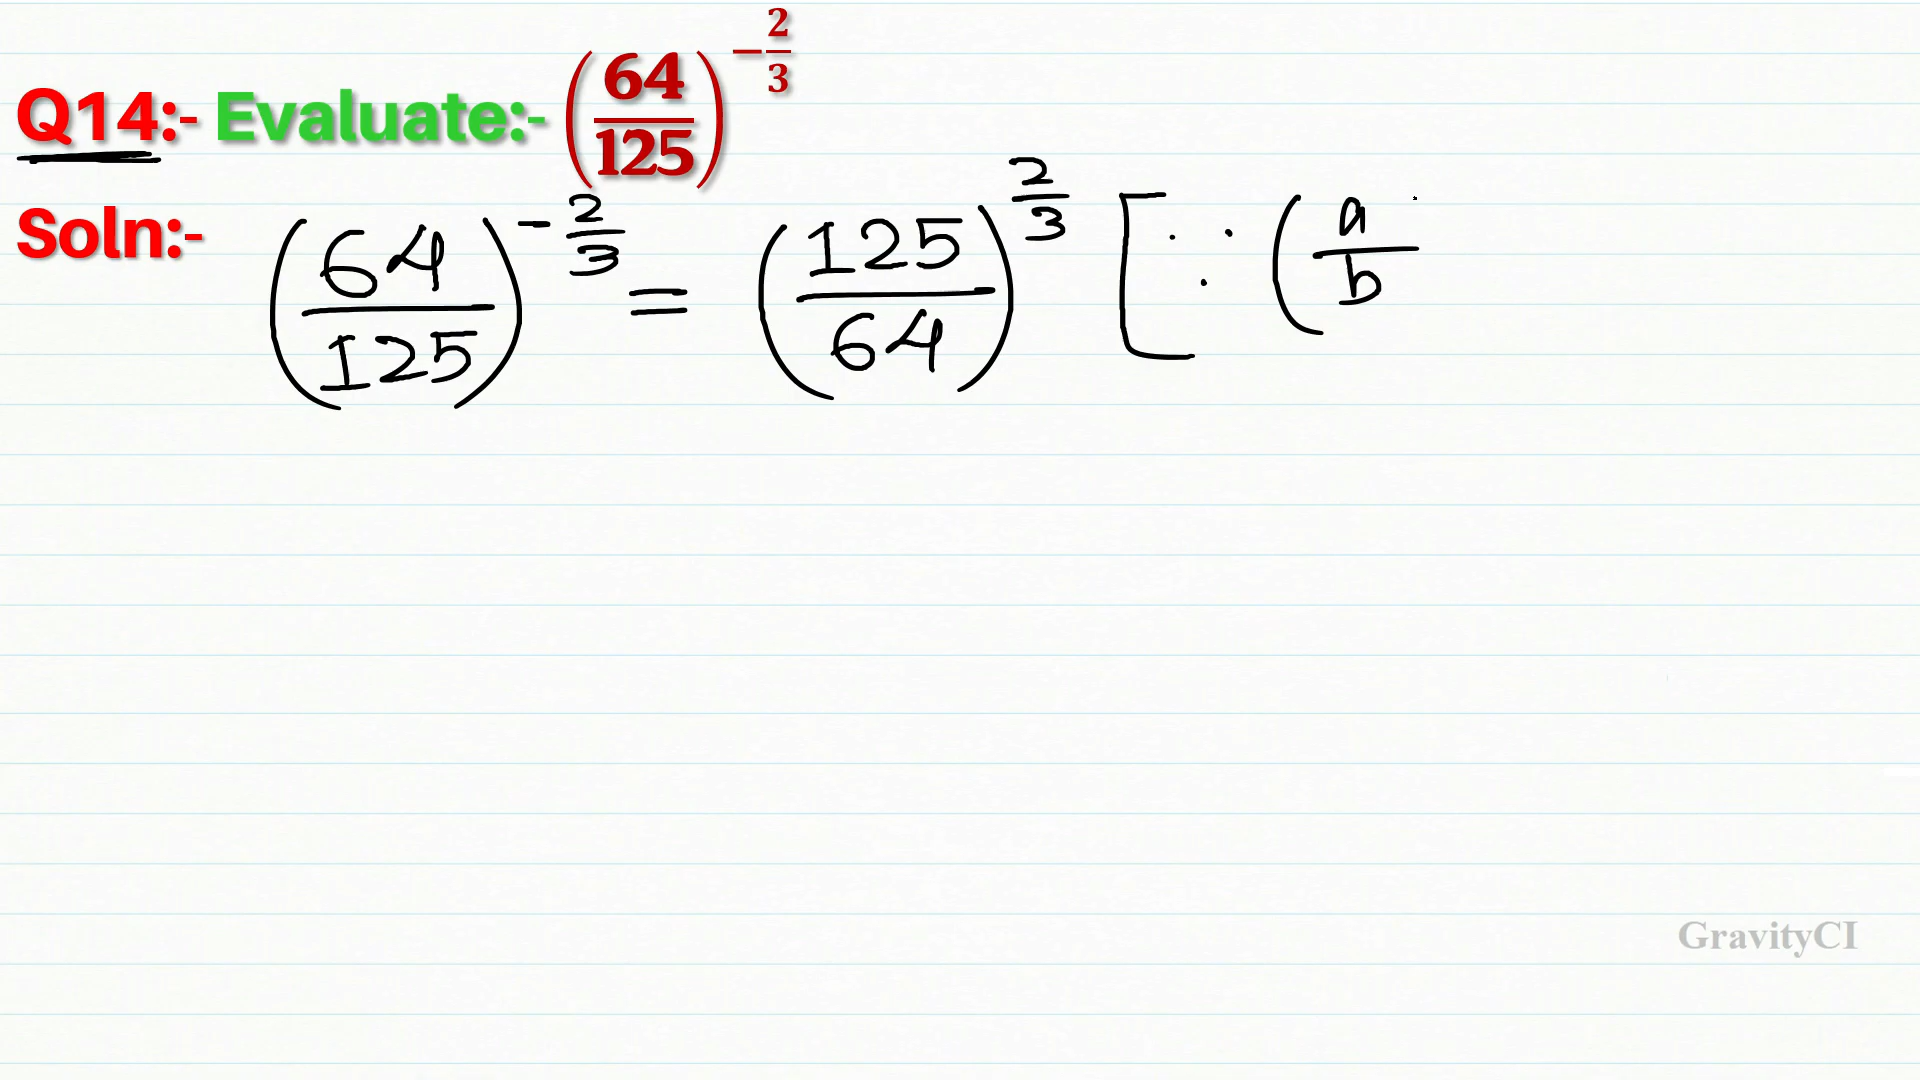 Q14:- Evaluate:- (64/125)^(-2/3)
Soln:- (64/125)^(-2/3) = (125/64)^(2/3) [∵ (a/b
GravityCI